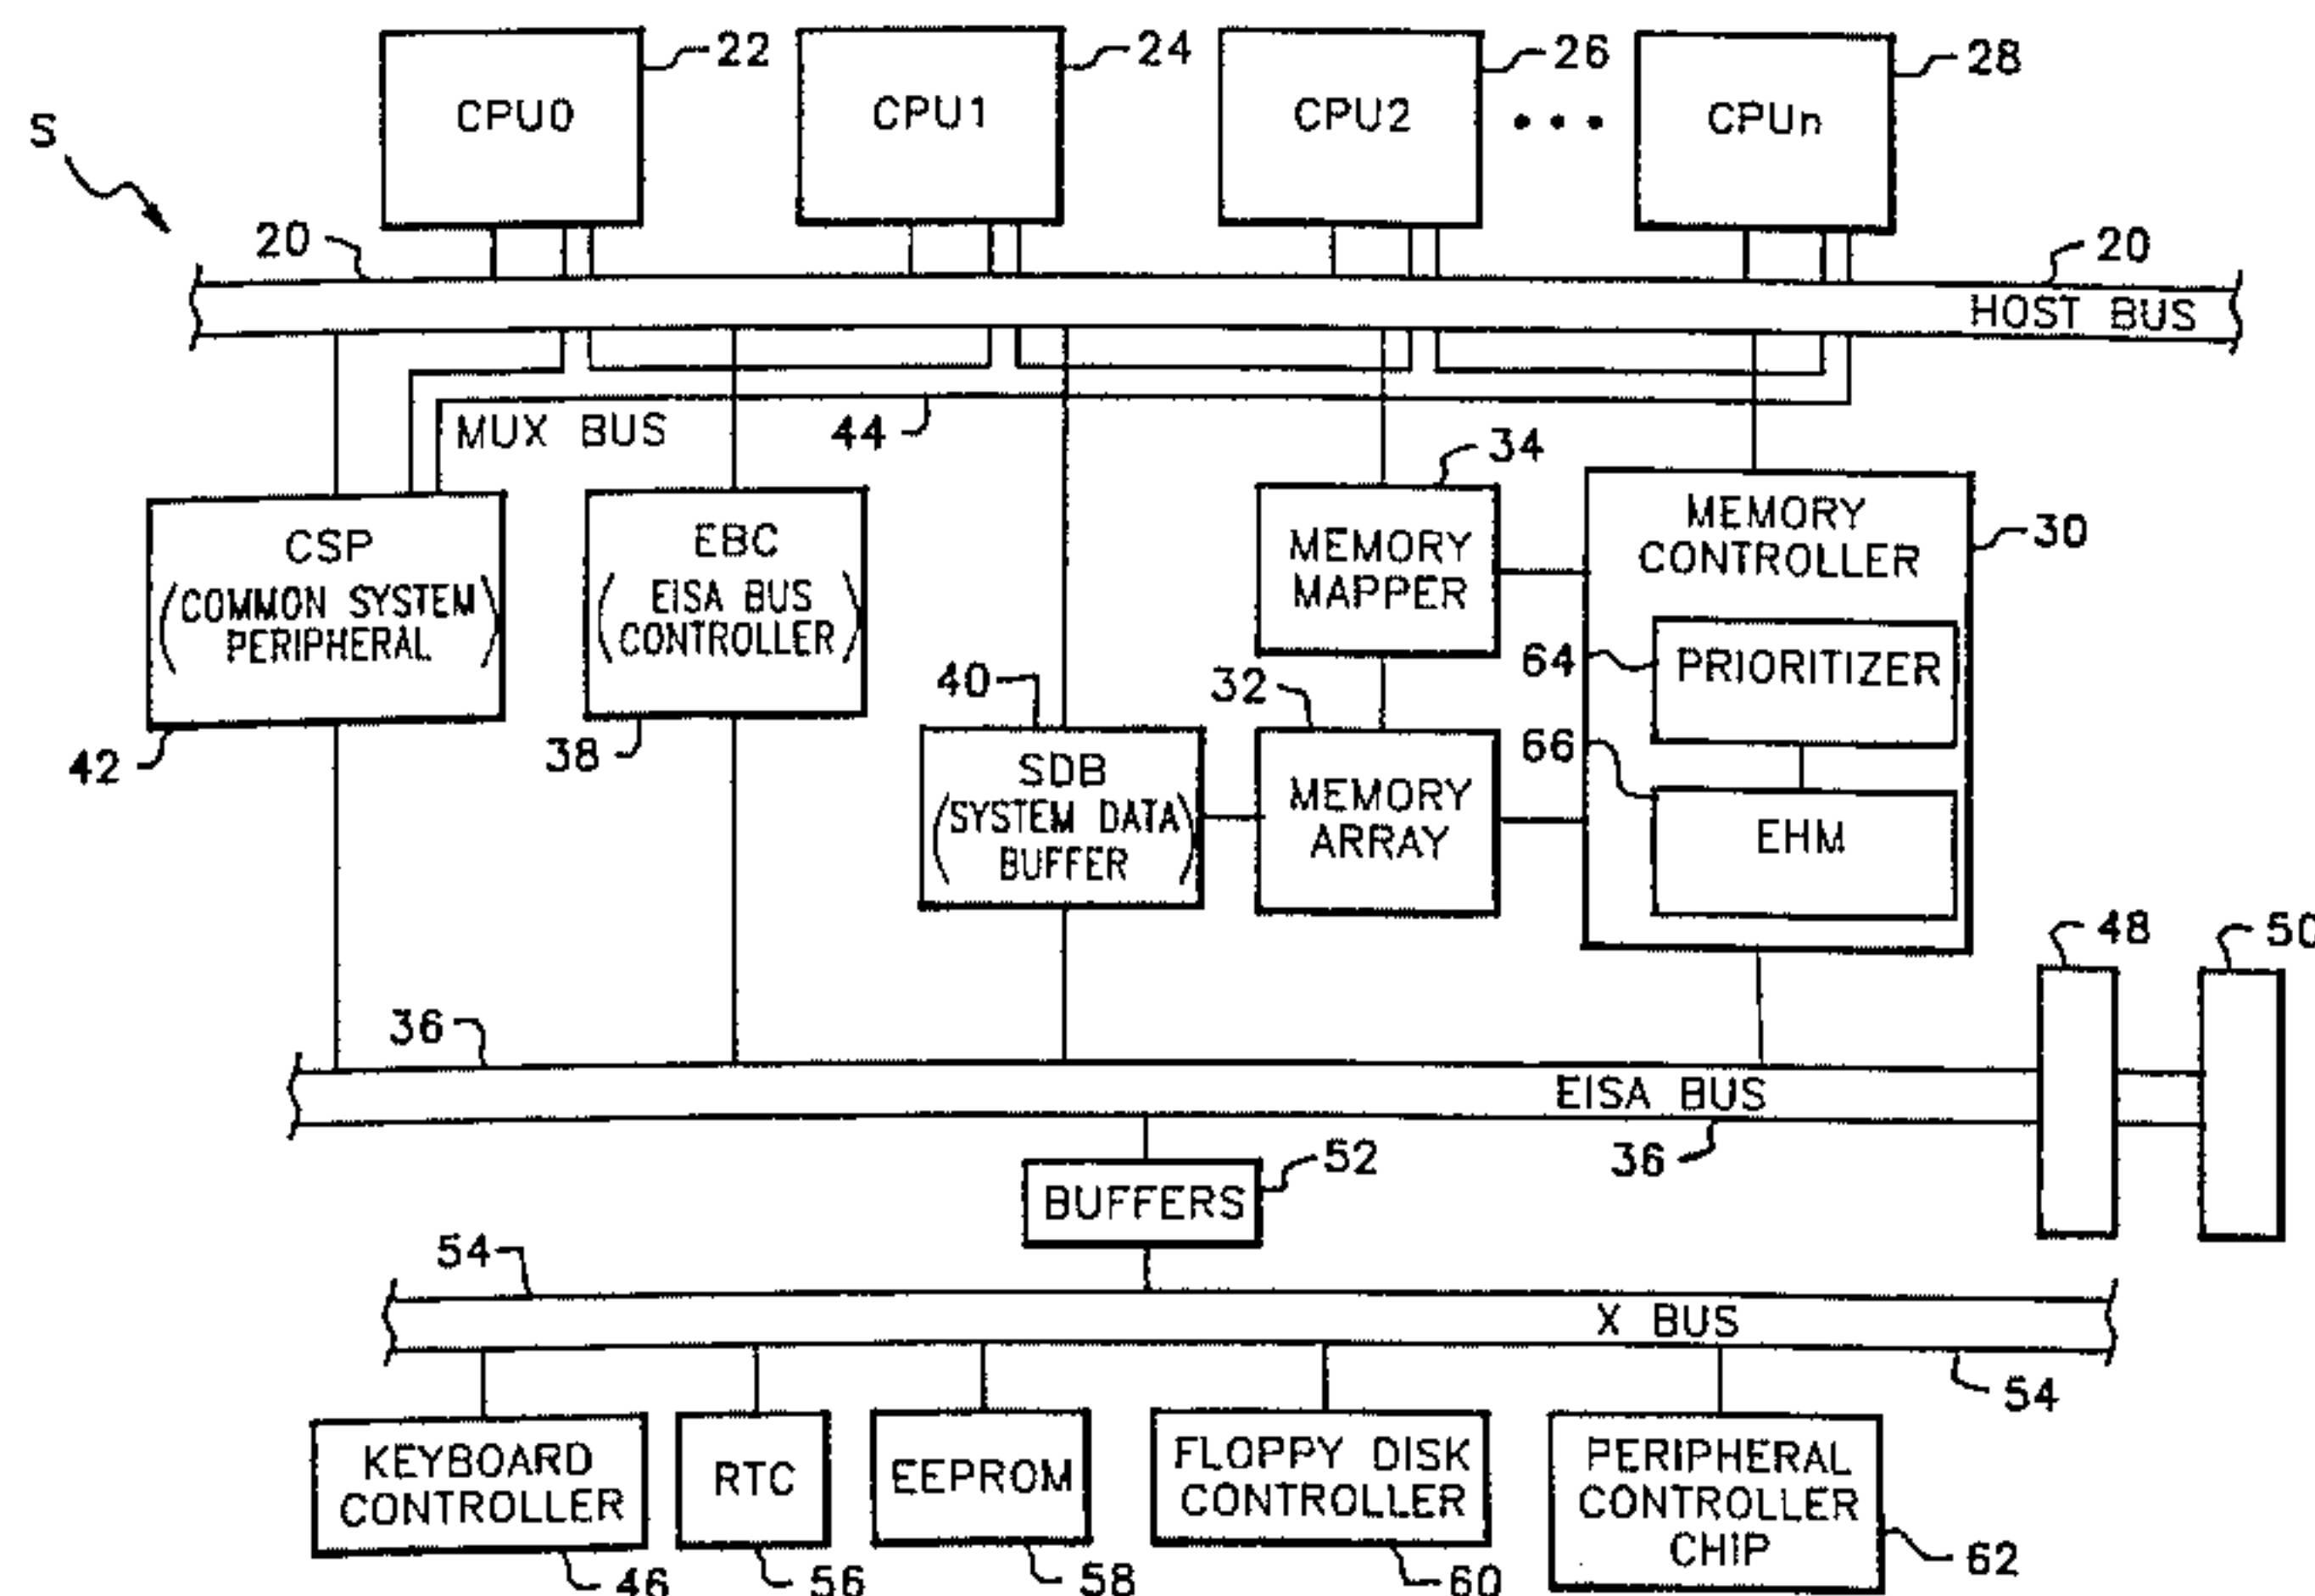 22
24
26
28
CPU0
CPU1
CPU2
• • •
CPUn
S
20
20
HOST BUS
MUX BUS
44
34
CSP
(COMMON SYSTEM
PERIPHERAL)
EBC
(EISA BUS
CONTROLLER)
MEMORY
MAPPER
MEMORY
CONTROLLER
30
64
PRIORITIZER
40
32
42
38
66
SDB
(SYSTEM DATA
BUFFER)
MEMORY
ARRAY
EHM
48
50
36
EISA BUS
36
52
BUFFERS
54
X BUS
54
KEYBOARD
CONTROLLER
RTC
EEPROM
FLOPPY DISK
CONTROLLER
PERIPHERAL
CONTROLLER
CHIP
46
56
58
60
62